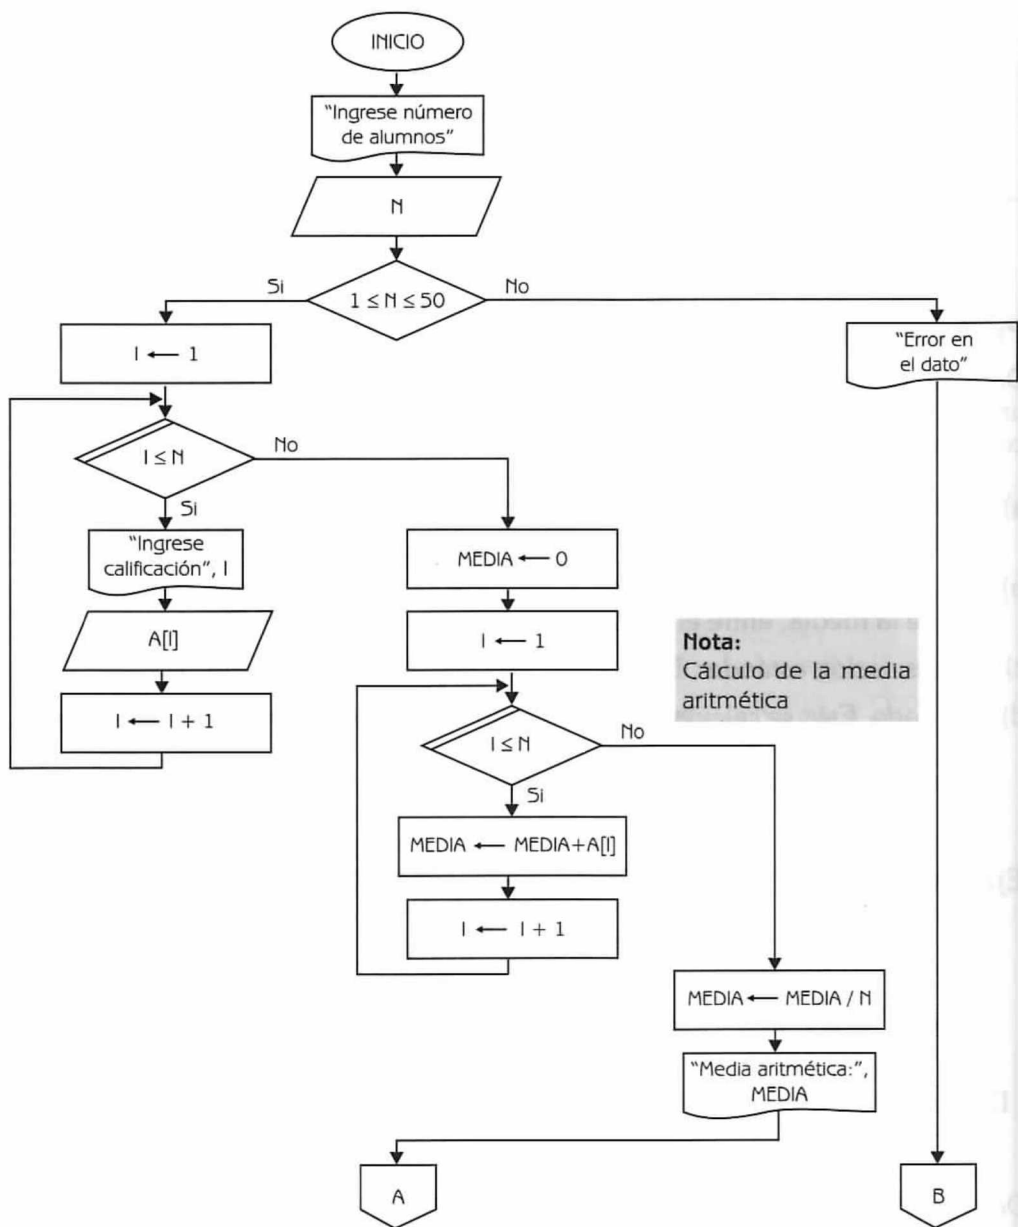 INICIO
“Ingrese número
de alumnos”
N
Si
1 ≤ N ≤ 50
No
I ← 1
“Error en
el dato”
I ≤ N
No
Si
“Ingrese
calificación”, I
MEDIA ← 0
A[I]
I ← 1
Nota:
Cálculo de la media
aritmética
I ← I + 1
I ≤ N
No
Si
MEDIA ← MEDIA+A[I]
I ← I + 1
MEDIA ← MEDIA / N
“Media aritmética:”,
MEDIA
A
B